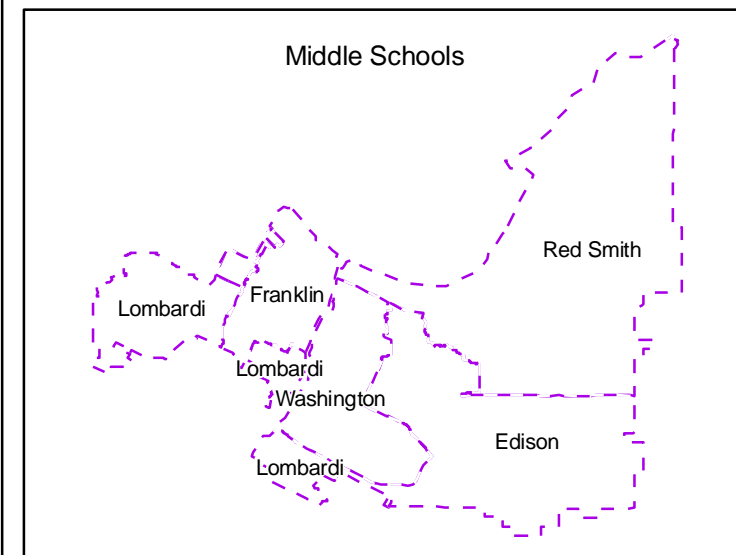 Middle Schools
Red Smith
Franklin
Lombardi
Lombardi
Washington
Edison
Lombardi